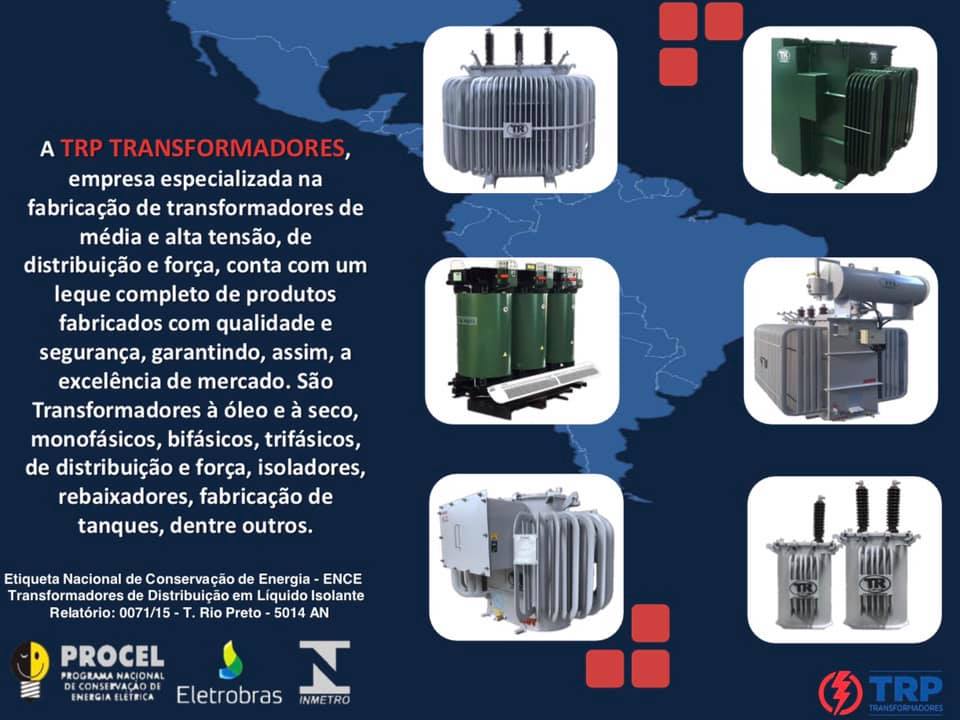 A TRP TRANSFORMADORES,
empresa especializada na
fabricação de transformadores de
média e alta tensão, de
distribuição e força, conta com um
leque completo de produtos
fabricados com qualidade e
segurança, garantindo, assim, a
excelência de mercado. São
Transformadores à óleo e à seco,
monofásicos, bifásicos, trifásicos,
de distribuição e força, isoladores,
rebaixadores, fabricação de
tanques, dentre outros.
Etiqueta Nacional de Conservação de Energia - ENCE
Transformadores de Distribuição em Líquido Isolante
Relatório: 0071/15 - T. Rio Preto - 5014 AN
PROCEL
PROGRAMA NACIONAL
DE CONSERVAÇÃO DE
ENERGIA ELÉTRICA
Eletrobras
INMETRO
TR
TR
TR
TR
TRP
TRANSFORMADORES